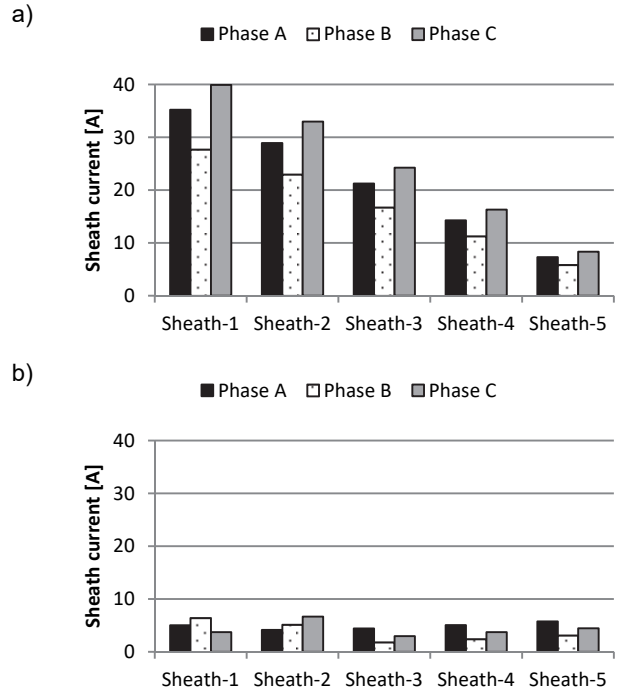 a)
Phase A Phase B Phase C
Sheath current [A]
40
30
20
10
0
Sheath-1 Sheath-2 Sheath-3 Sheath-4 Sheath-5
b)
Phase A Phase B Phase C
Sheath current [A]
40
30
20
10
0
Sheath-1 Sheath-2 Sheath-3 Sheath-4 Sheath-5